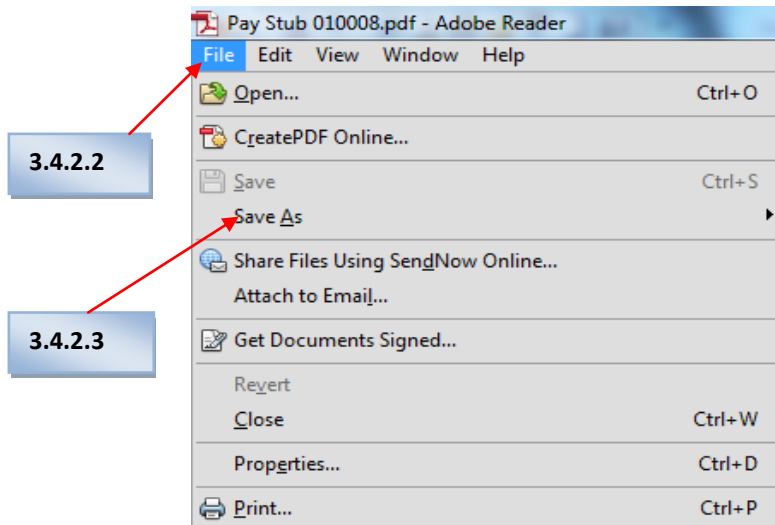 Pay Stub 010008.pdf - Adobe Reader
File Edit View Window Help
Open... Ctrl+O
CreatePDF Online...
3.4.2.2
Save Ctrl+S
Save As
Share Files Using SendNow Online...
Attach to Email...
3.4.2.3
Get Documents Signed...
Revert
Close Ctrl+W
Properties... Ctrl+D
Print... Ctrl+P